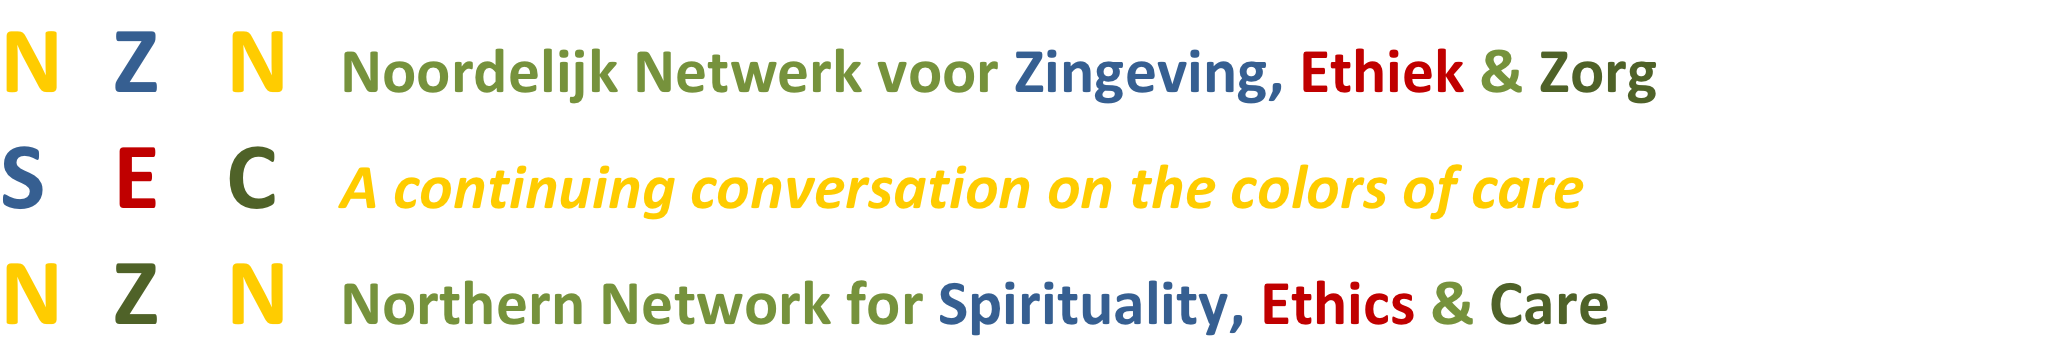 N Z N Noordelijk Netwerk voor Zingeving, Ethiek & Zorg
S E C A continuing conversation on the colors of care
N Z N Northern Network for Spirituality, Ethics & Care